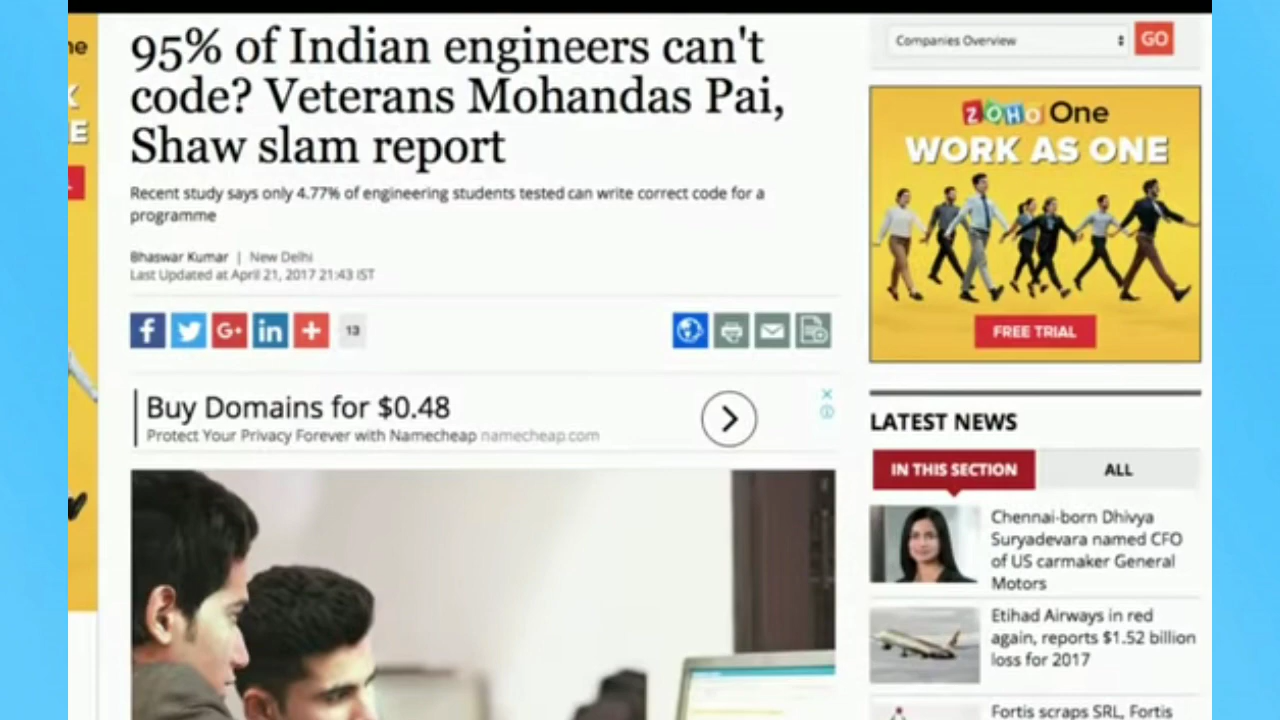 95% of Indian engineers can't
code? Veterans Mohandas Pai,
Shaw slam report
Recent study says only 4.77% of engineering students tested can write correct code for a
programme
Bhaswar Kumar | New Delhi
Last Updated at April 21, 2017 21:43 IST
f
G+
in
+
13
Buy Domains for $0.48
Protect Your Privacy Forever with Namecheap namecheap.com
Companies Overview
GO
ZOHO One
WORK AS ONE
FREE TRIAL
LATEST NEWS
IN THIS SECTION
ALL
Chennai-born Dhivya
Suryadevara named CFO
of US carmaker General
Motors
Etihad Airways in red
again, reports $1.52 billion
loss for 2017
Fortis scraps SRL, Fortis